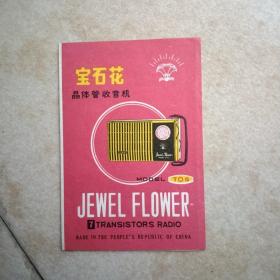 宝石花
晶体管收音机
MODEL 706
JEWEL FLOWER
7 TRANSISTORS RADIO
MADE IN THE PEOPLE'S REPUBLIC OF CHINA